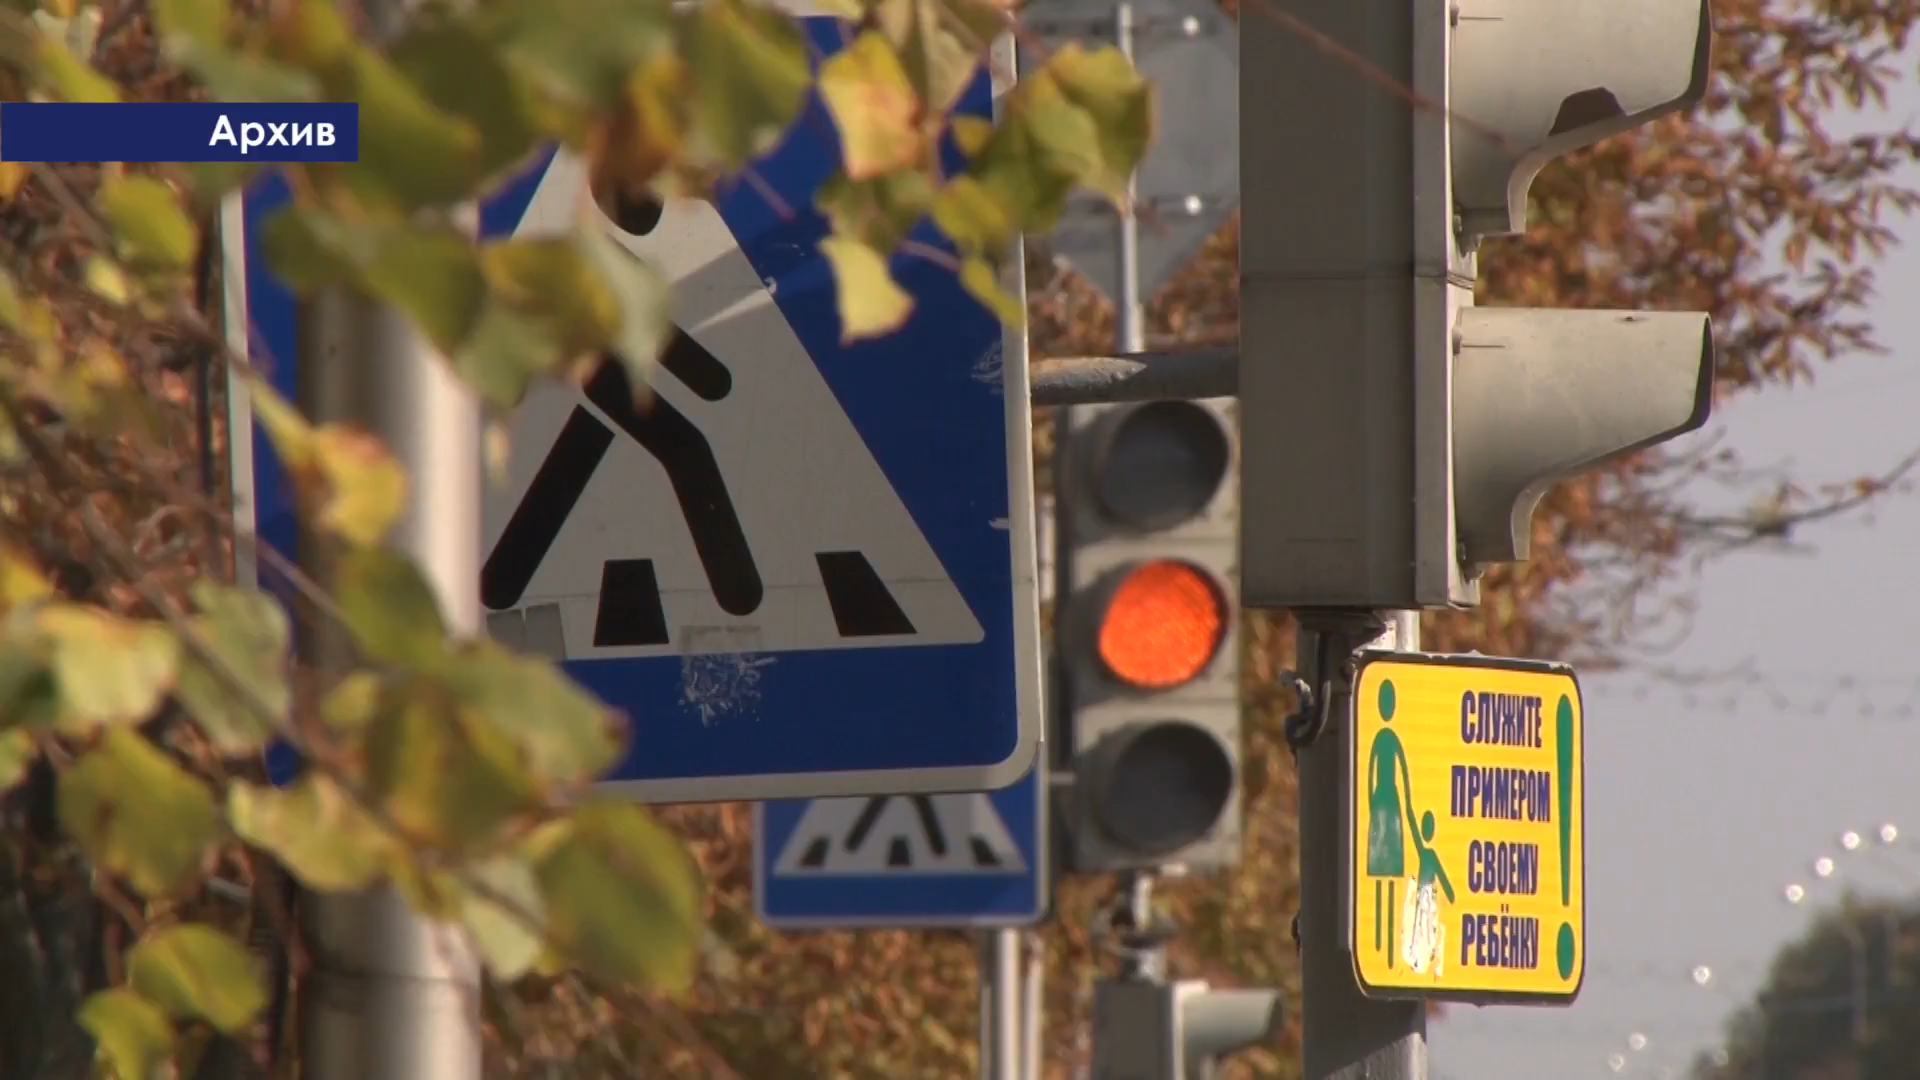 Архив
СЛУЖИТЕ
ПРИМЕРОМ
СВОЕМУ
РЕБЁНКУ
!